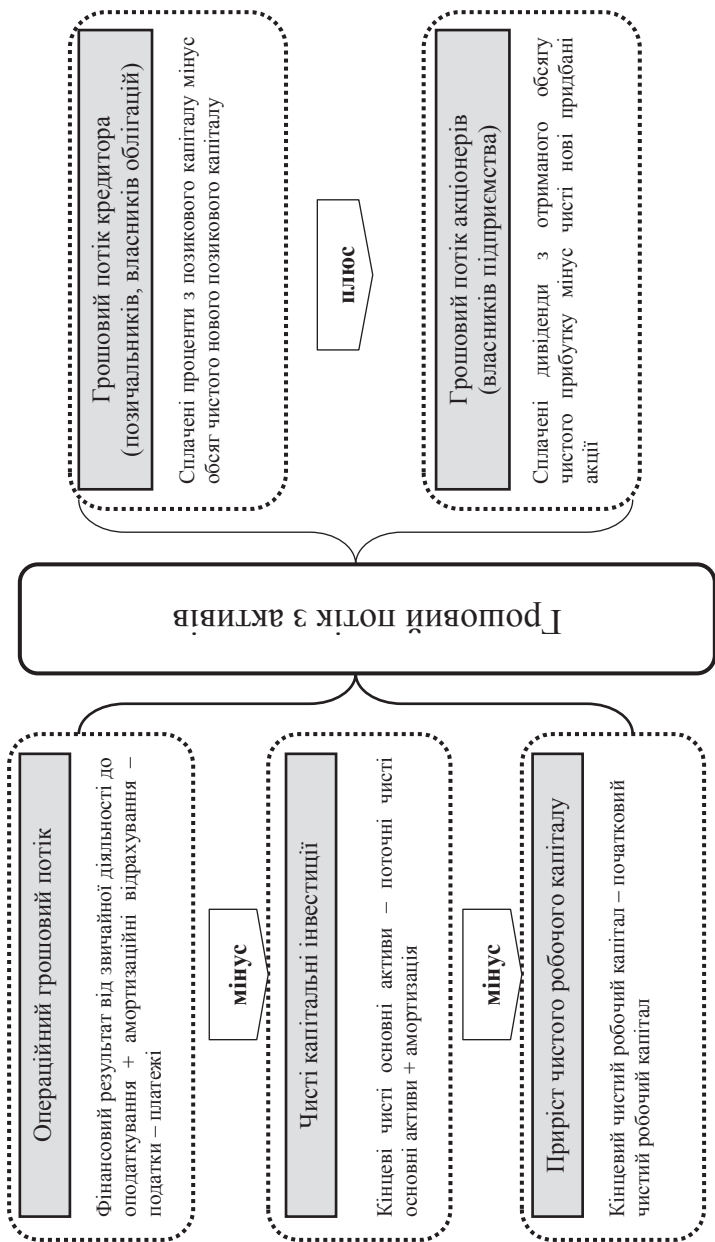 Операційний грошовий потік
Фінансовий результат від звичайної діяльності до
оподаткування + амортизаційні відрахування –
податки – платежі
мінус
Чисті капітальні інвестиції
Кінцеві чисті основні активи – поточні чисті
основні активи + амортизація
мінус
Приріст чистого робочого капіталу
Кінцевий чистий робочий капітал – початковий
чистий робочий капітал
Грошовий потік з активів
Грошовий потік кредитора
(позичальників, власників облігацій)
Сплачені проценти з позикового капіталу мінус
обсяг чистого нового позикового капіталу
плюс
Грошовий потік акціонерів
(власників підприємства)
Сплачені дивіденди з отриманого обсягу
чистого прибутку мінус чисті нові придбані
акції